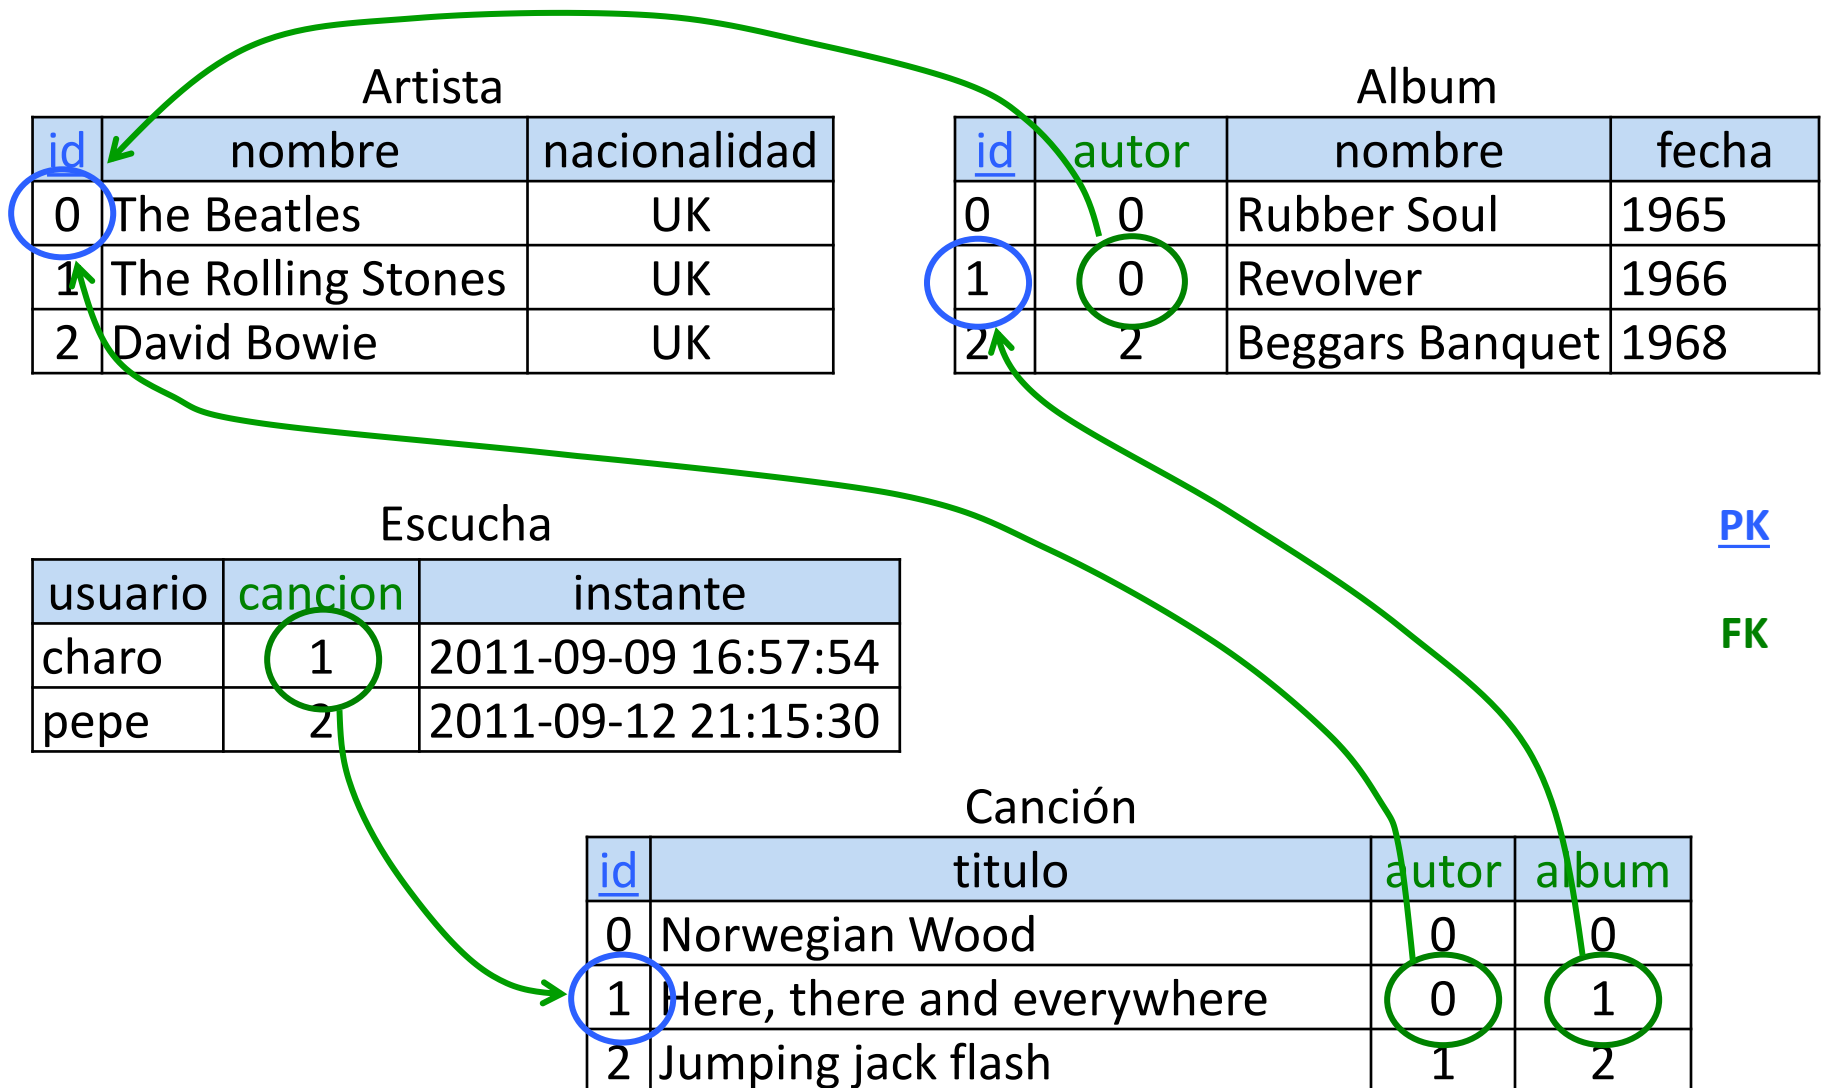 Artista
id nombre nacionalidad
0 The Beatles UK
1 The Rolling Stones UK
2 David Bowie UK
Album
id autor nombre fecha
0 0 Rubber Soul 1965
1 0 Revolver 1966
2 2 Beggars Banquet 1968
Escucha
usuario cancion instante
charo 1 2011-09-09 16:57:54
pepe 2 2011-09-12 21:15:30
PK
FK
Canción
id titulo autor album
0 Norwegian Wood 0 0
1 Here, there and everywhere 0 1
2 Jumping jack flash 1 2